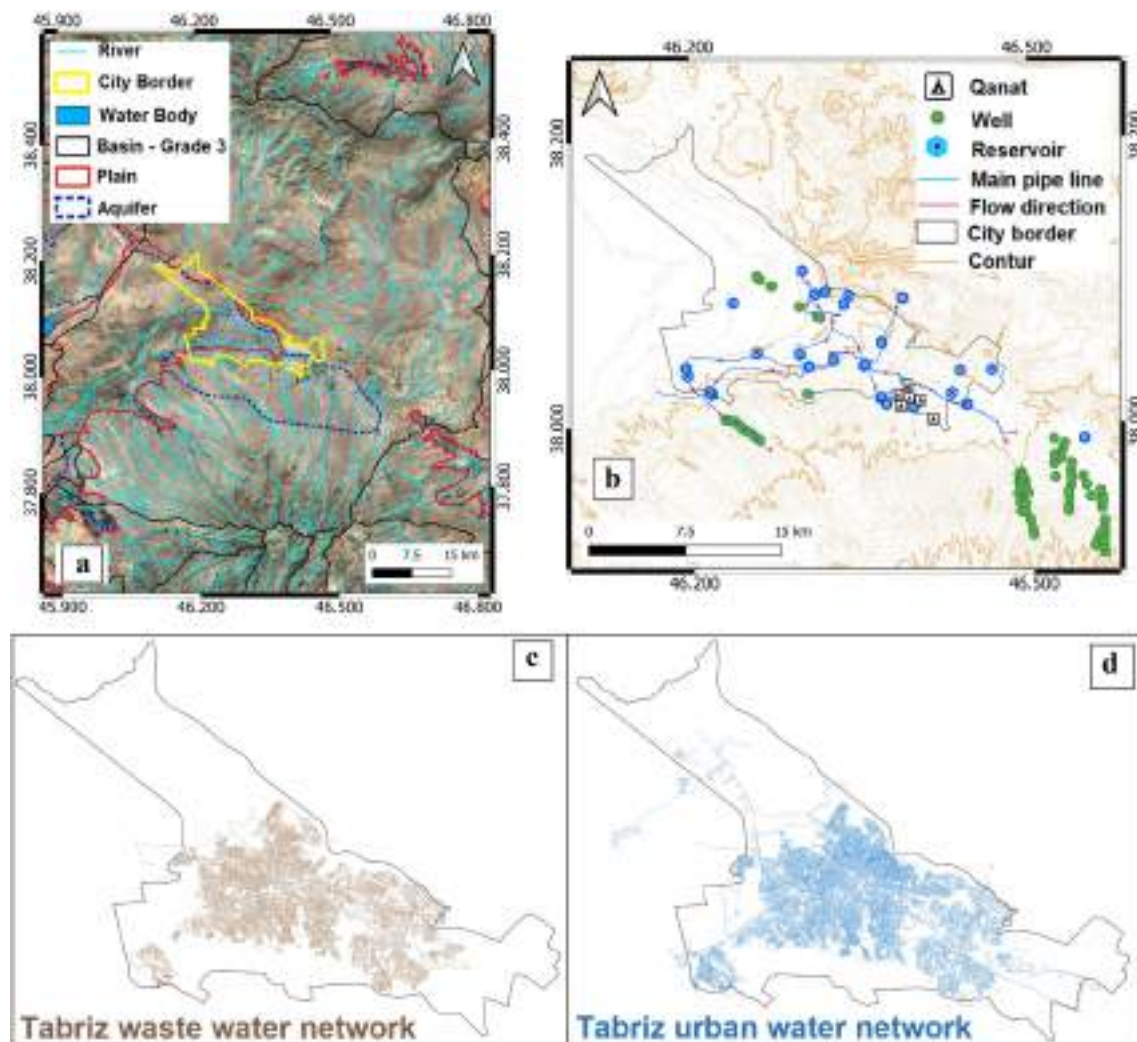 45.900 46.200 46.500 46.800
River
City Border
Water Body
Basin - Grade 3
Plain
Aquifer
38.400
38.200
38.000
37.800
38.400
38.200
38.000
37.800
a
0 7.5 15 km
45.900 46.200 46.500 46.800
46.200 46.500
Qanat
Well
Reservoir
Main pipe line
Flow direction
City border
Contur
38.200
38.000
38.200
38.000
b
0 7.5 15 km
46.200 46.500
c
Tabriz waste water network
d
Tabriz urban water network